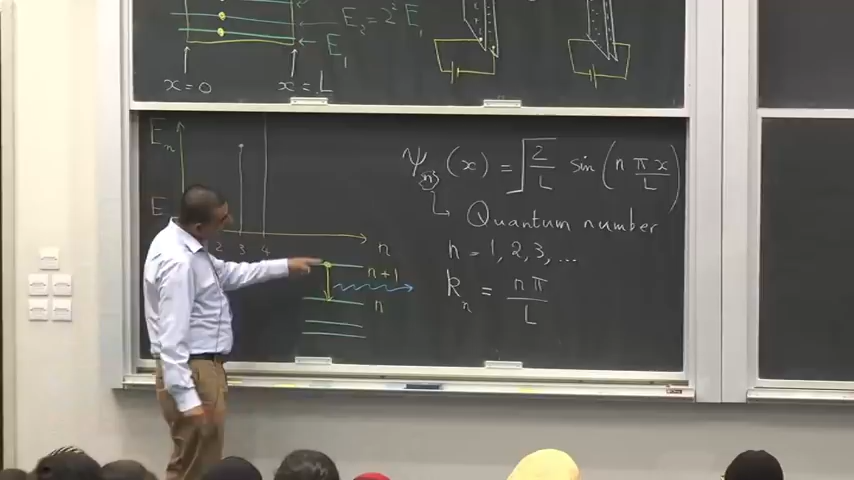 E₂ = 2² E₁
E₁
x = 0
x = L
Eₙ
E
2 3 4
n
n+1
n
ψₙ(x) = √(2/L) sin(n πx/L)
Quantum number
n = 1, 2, 3, ...
kₙ = nπ/L